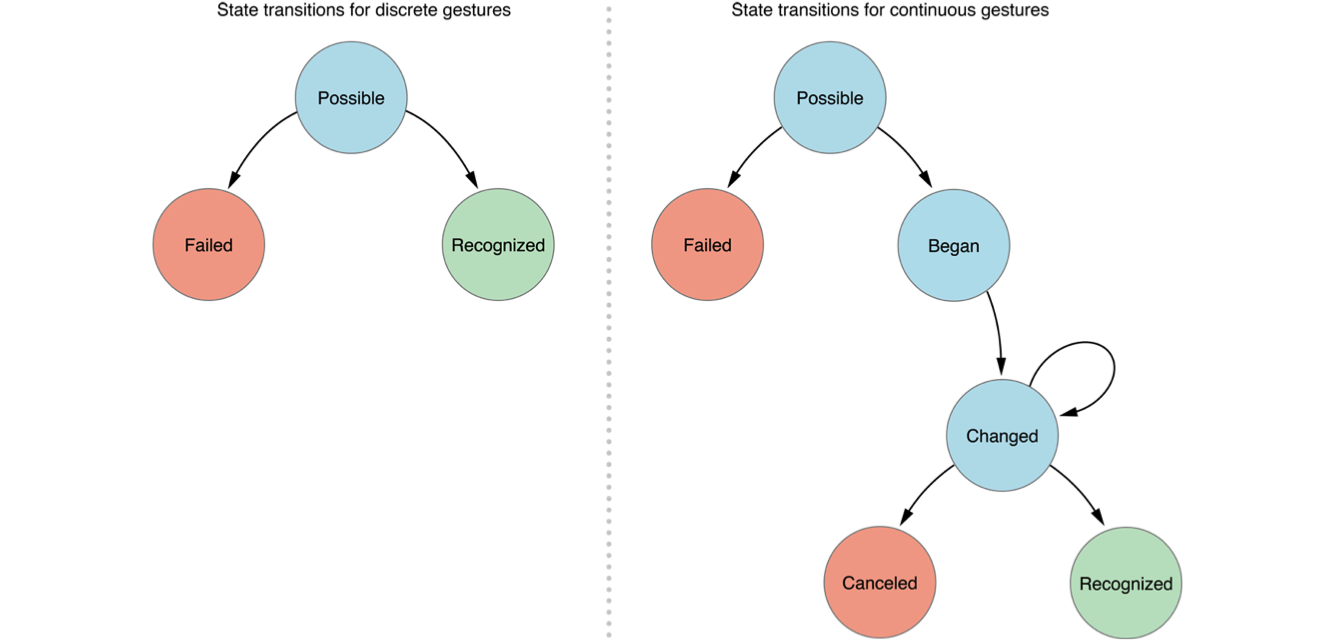 State transitions for discrete gestures
Possible
Failed
Recognized
State transitions for continuous gestures
Possible
Failed
Began
Changed
Canceled
Recognized